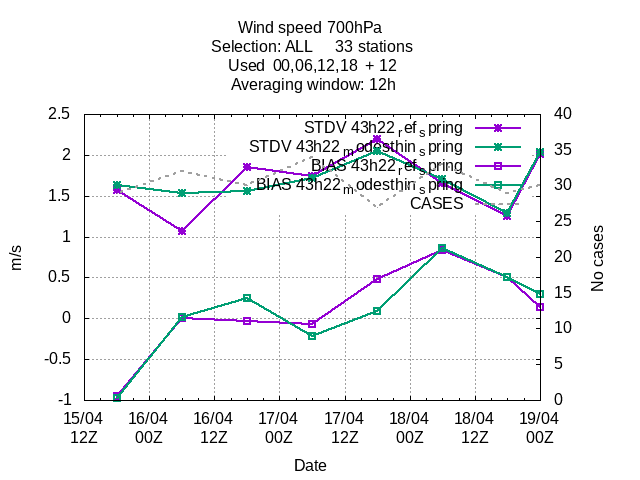 Wind speed 700hPa
Selection: ALL 33 stations
Used 00,06,12,18 + 12
Averaging window: 12h
STDV 43h22_ref_spring
STDV 43h22_modesthin_spring
BIAS 43h22_ref_spring
BIAS 43h22_modesthin_spring
CASES
2.5
2
1.5
1
0.5
0
-0.5
-1
m/s
40
35
30
25
20
15
10
5
0
No cases
15/04 16/04 16/04 17/04 17/04 18/04 18/04 19/04
12Z 00Z 12Z 00Z 12Z 00Z 12Z 00Z
Date